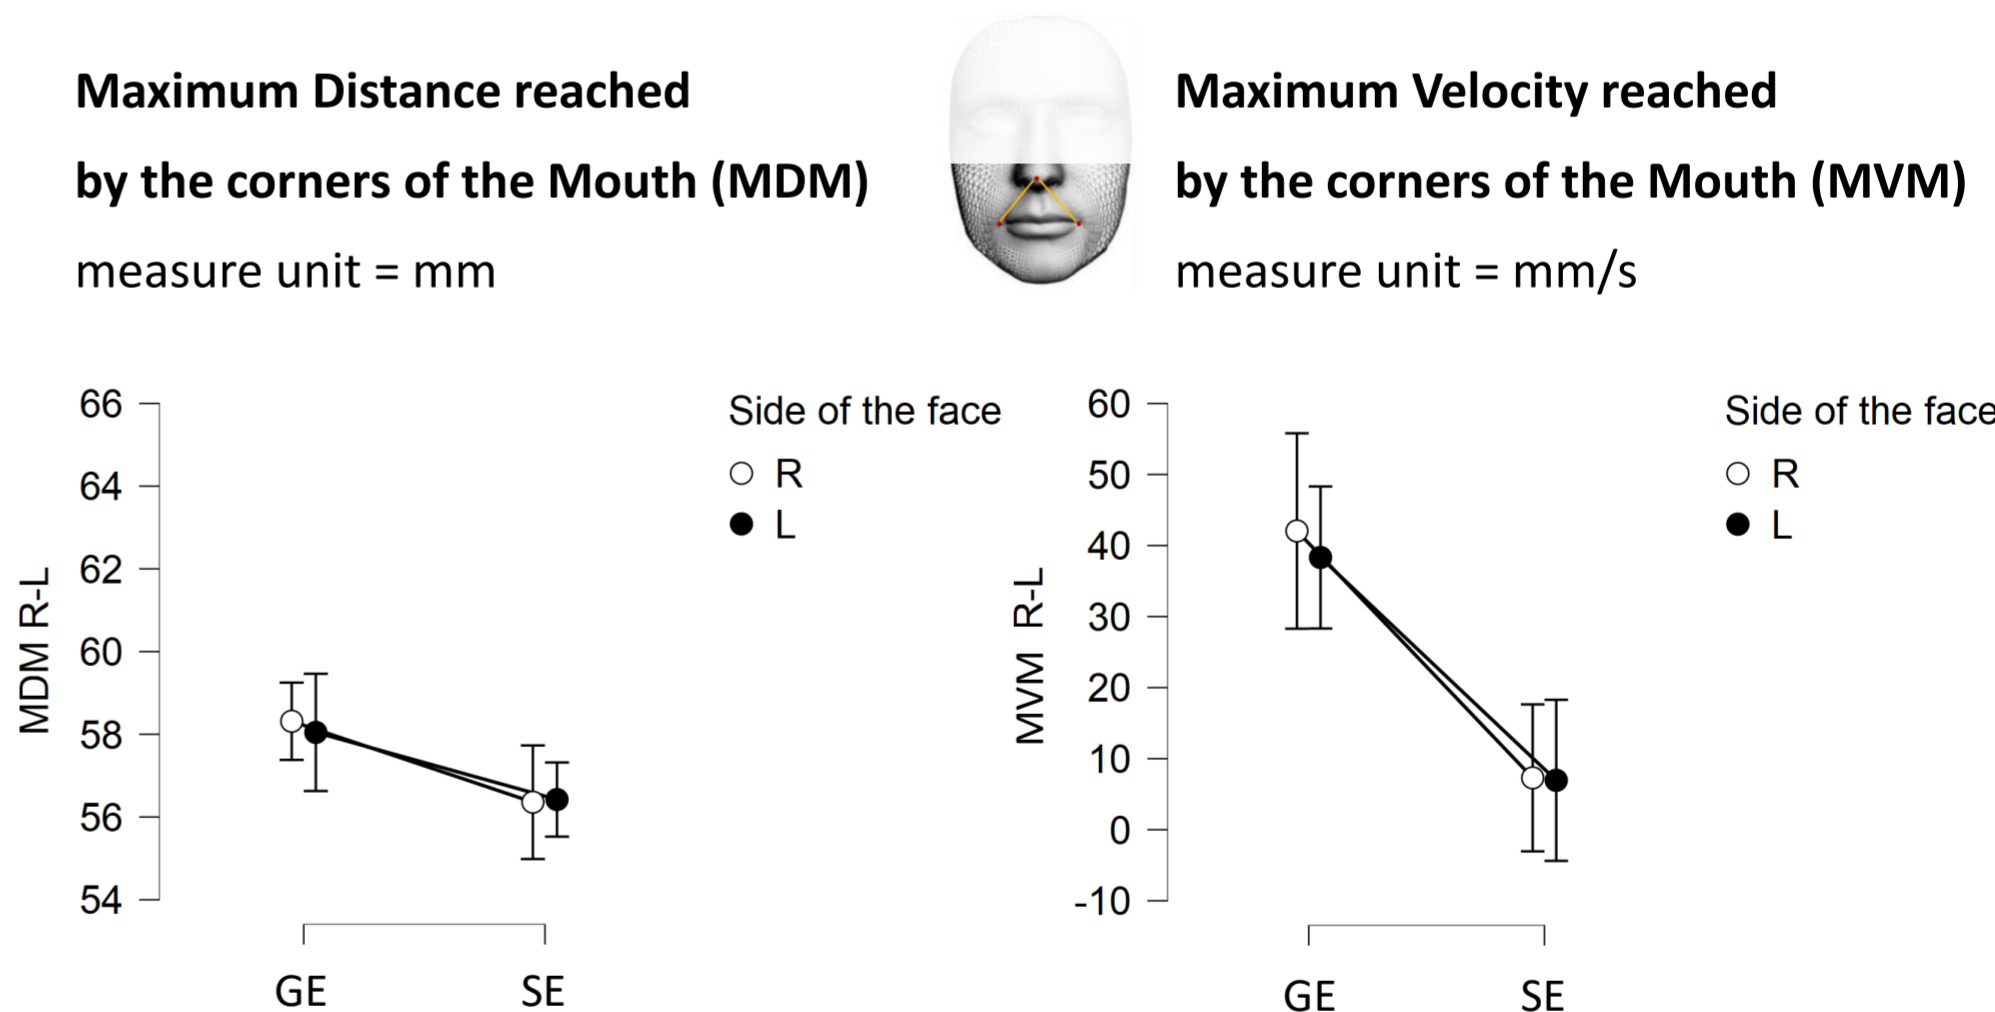 Maximum Distance reached
by the corners of the Mouth (MDM)
measure unit = mm
Maximum Velocity reached
by the corners of the Mouth (MVM)
measure unit = mm/s
MDM R-L
66
64
62
60
58
56
54
GE
SE
Side of the face
R
L
MVM R-L
60
50
40
30
20
10
0
-10
GE
SE
Side of the face
R
L